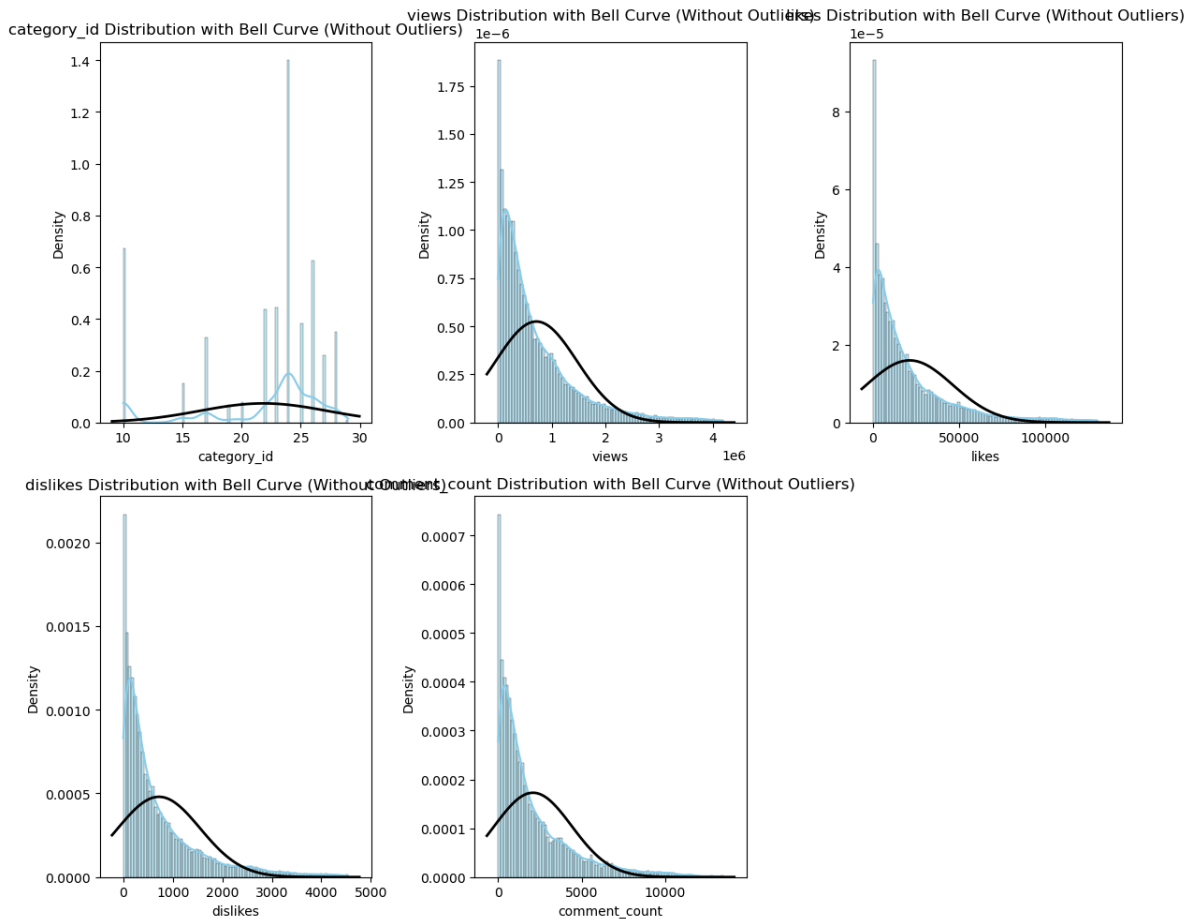 category_id Distribution with Bell Curve (Without Outliers)
1.4
1.2
1.0
0.8
0.6
0.4
0.2
0.0
Density
10 15 20 25 30
category_id
views Distribution with Bell Curve (Without Outliers)
1e−6
1.75
1.50
1.25
1.00
0.75
0.50
0.25
0.00
Density
0 1 2 3 4
1e6
views
likes Distribution with Bell Curve (Without Outliers)
1e−5
8
6
4
2
0
Density
0 50000 100000
likes
dislikes Distribution with Bell Curve (Without Outliers)
0.0020
0.0015
0.0010
0.0005
0.0000
Density
0 1000 2000 3000 4000 5000
dislikes
comment_count Distribution with Bell Curve (Without Outliers)
0.0007
0.0006
0.0005
0.0004
0.0003
0.0002
0.0001
0.0000
Density
0 5000 10000
comment_count